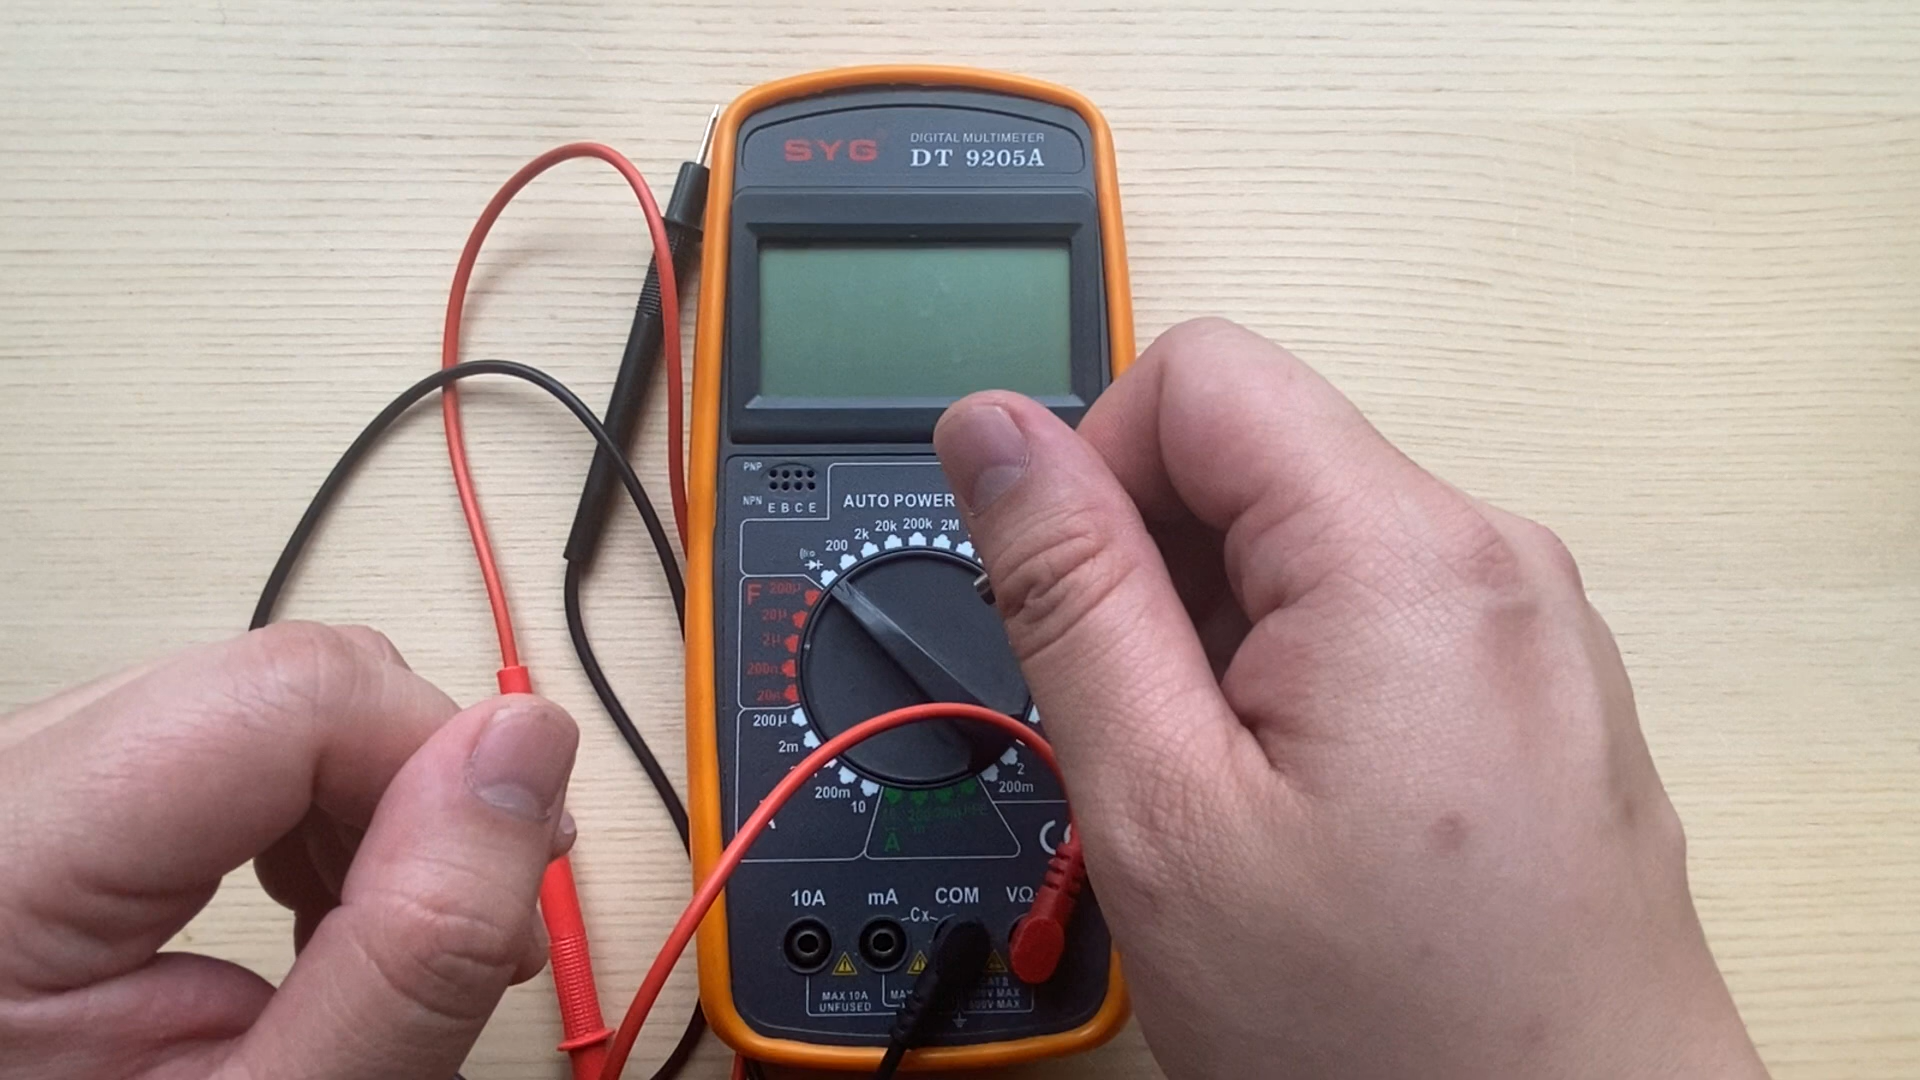 SYG
DIGITAL MULTIMETER
DT 9205A
PNP
NPN
E B C E
AUTO POWER
200
2k
20k
200k
2M
F
200µ
20µ
2µ
200n
20n
200µ
2m
200m
10
2
200m
A
10A
mA
COM
VΩ
Cx
MAX 10A
UNFUSED